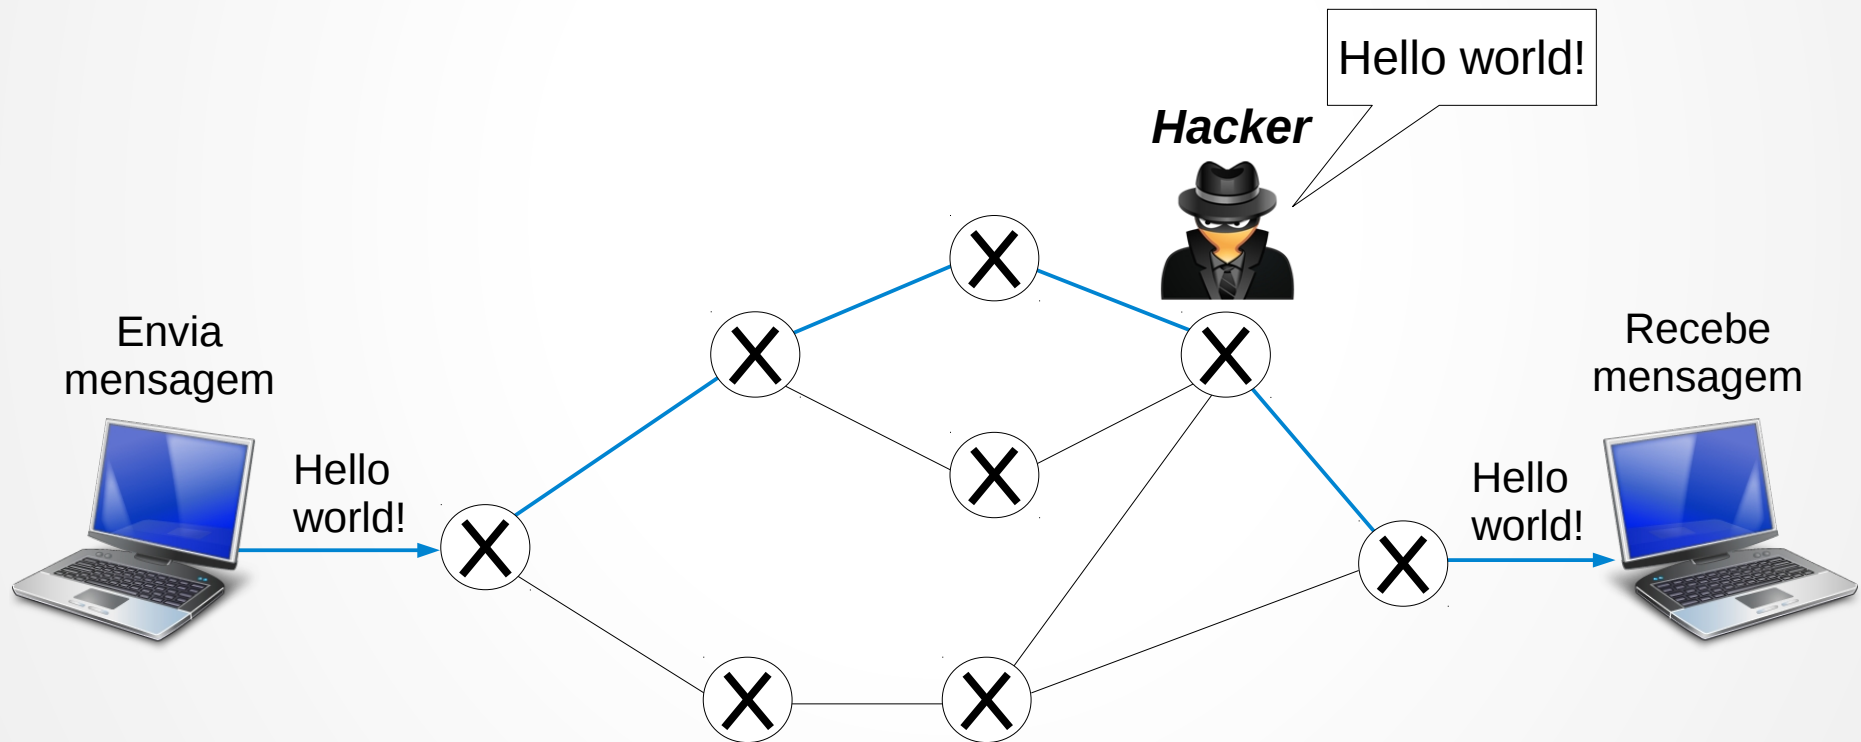 Hello world!
Hacker
Envia
mensagem
Hello
world!
Recebe
mensagem
Hello
world!
X
X
X
X
X
X
X
X